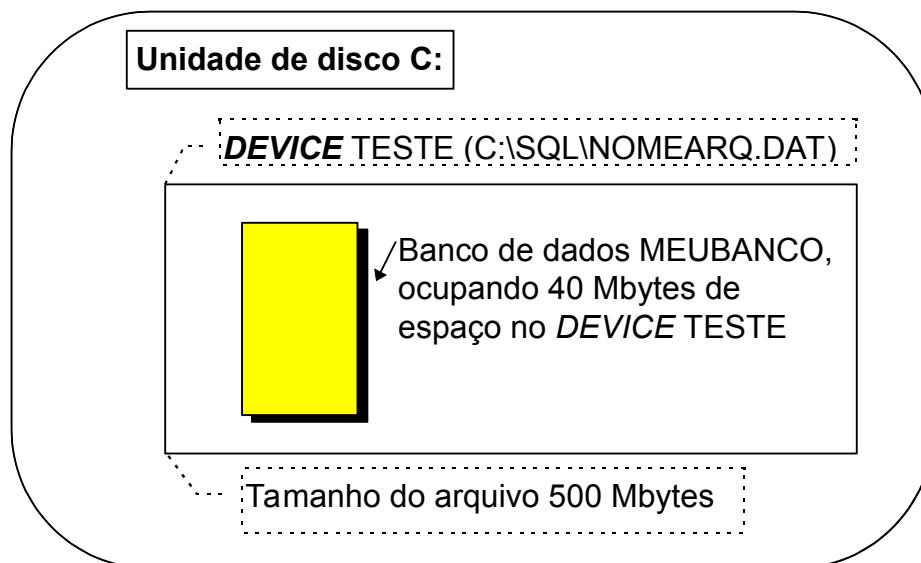 Unidade de disco C:
DEVICE TESTE (C:\SQL\NOMEARQ.DAT)
Banco de dados MEUBANCO,
ocupando 40 Mbytes de
espaço no DEVICE TESTE
Tamanho do arquivo 500 Mbytes